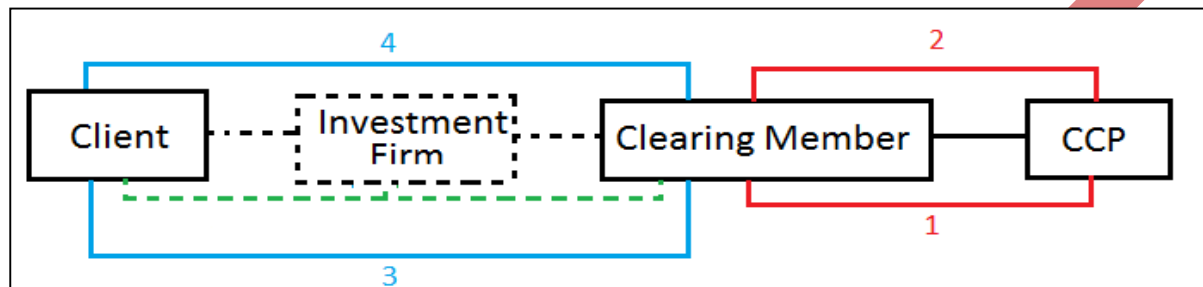 4
2
Client
Investment
Firm
Clearing Member
CCP
1
3